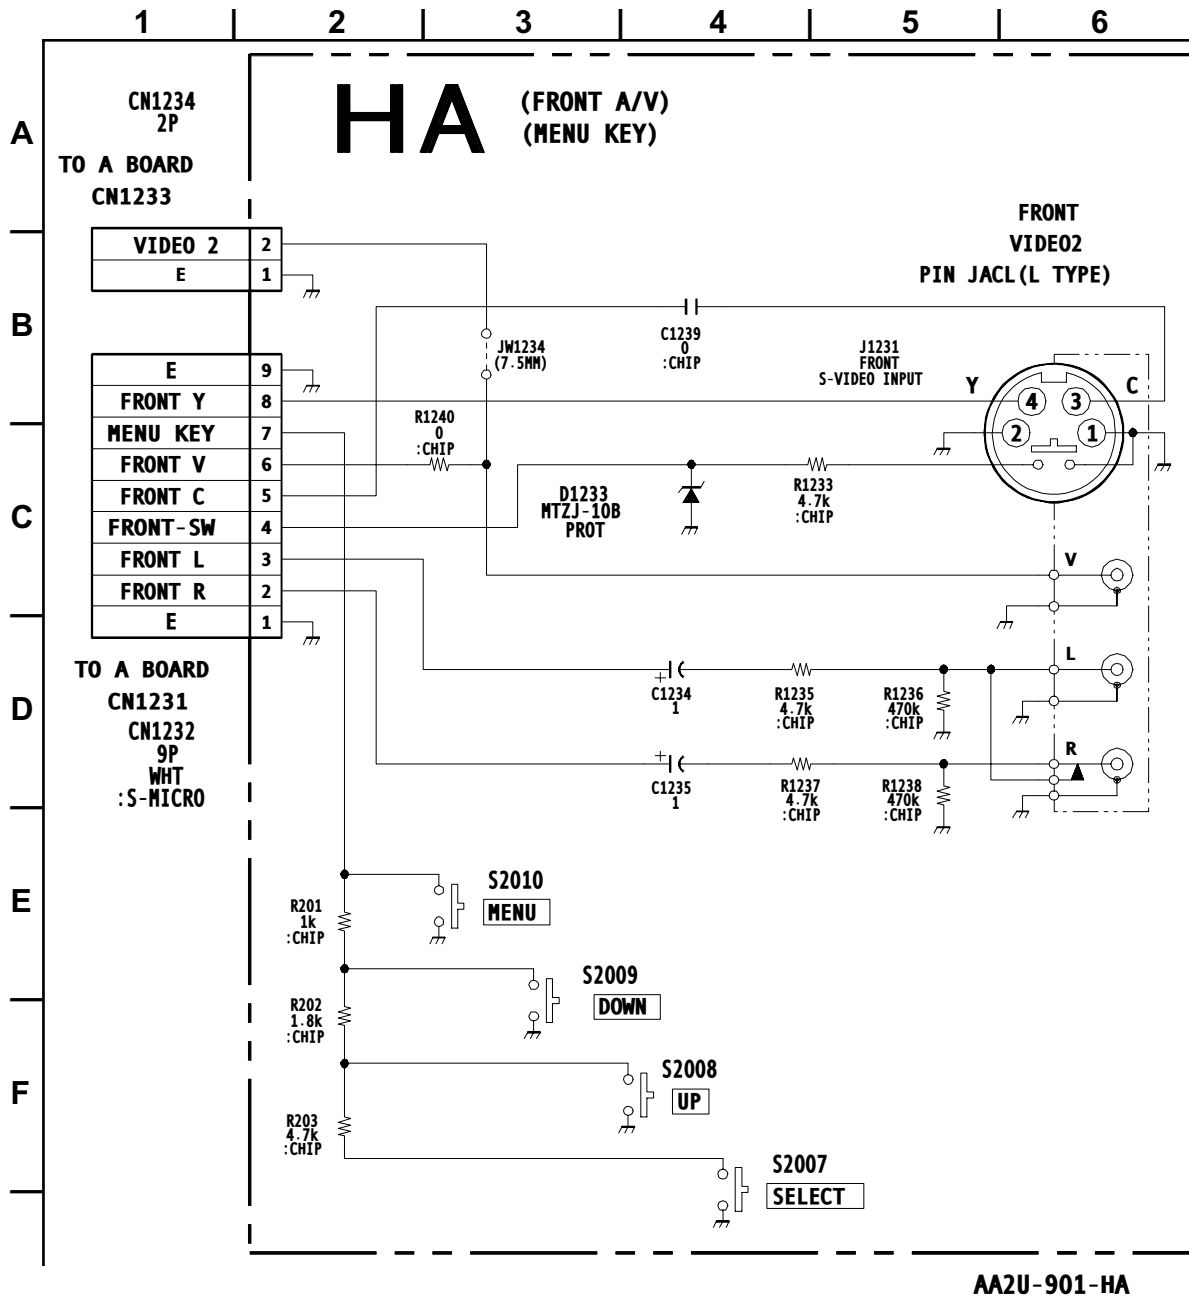 1 2 3 4 5 6
A
B
C
D
E
F
HA
(FRONT A/V)
(MENU KEY)
CN1234
2P
TO A BOARD
CN1233
VIDEO 2 2
E 1
FRONT
VIDEO2
PIN JACL(L TYPE)
E 9
FRONT Y 8
MENU KEY 7
FRONT V 6
FRONT C 5
FRONT-SW 4
FRONT L 3
FRONT R 2
E 1
TO A BOARD
CN1231
CN1232
9P
WHT
:S-MICRO
JW1234
(7.5MM)
C1239
0
:CHIP
J1231
FRONT
S-VIDEO INPUT
Y
C
4 3
2 1
R1240
0
:CHIP
D1233
MTZJ-10B
PROT
R1233
4.7k
:CHIP
V
L
+
C1234
1
R1235
4.7k
:CHIP
R1236
470k
:CHIP
R
+
C1235
1
R1237
4.7k
:CHIP
R1238
470k
:CHIP
R201
1k
:CHIP
S2010
MENU
R202
1.8k
:CHIP
S2009
DOWN
R203
4.7k
:CHIP
S2008
UP
S2007
SELECT
AA2U-901-HA